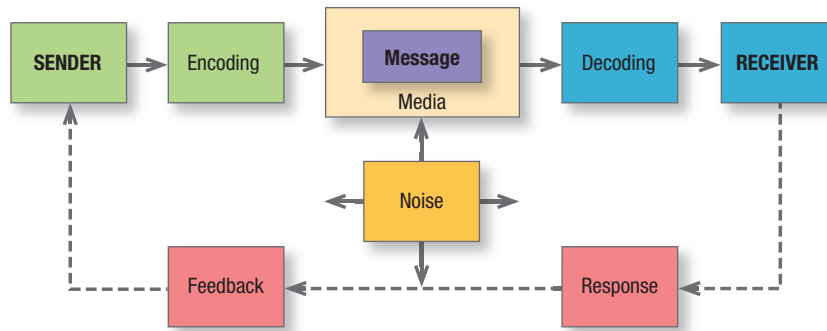 SENDER
Encoding
Message
Media
Decoding
RECEIVER
Noise
Feedback
Response